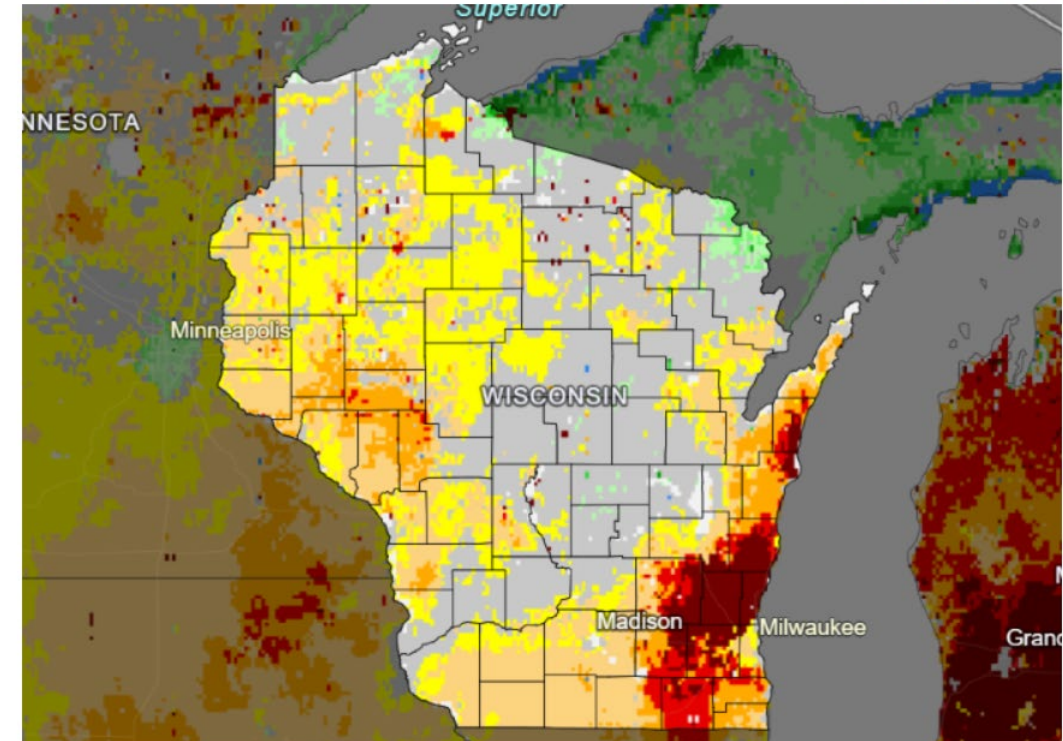 Superior
NNESOTA
Minneapolis
WISCONSIN
Madison
Milwaukee
M
Grand